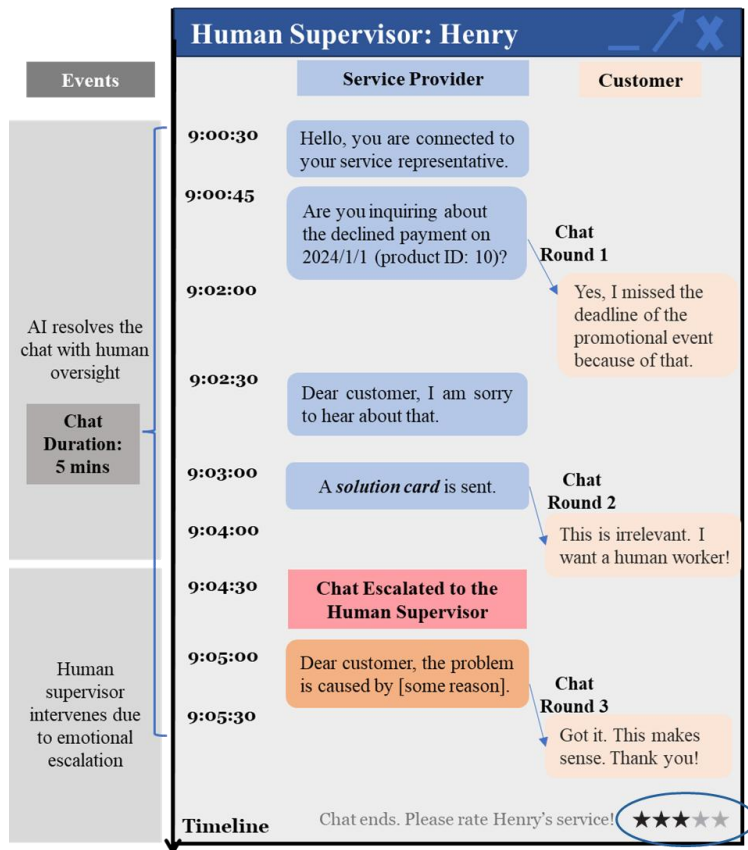 Human Supervisor: Henry
Events
Service Provider
Customer
9:00:30
Hello, you are connected to
your service representative.
9:00:45
Are you inquiring about
the declined payment on
2024/1/1 (product ID: 10)?
Chat
Round 1
9:02:00
Yes, I missed the
deadline of the
promotional event
because of that.
AI resolves the
chat with human
oversight
9:02:30
Dear customer, I am sorry
to hear about that.
Chat
Duration:
5 mins
9:03:00
A solution card is sent.
Chat
Round 2
9:04:00
This is irrelevant. I
want a human worker!
9:04:30
Chat Escalated to the
Human Supervisor
9:05:00
Dear customer, the problem
is caused by [some reason].
Human
supervisor
intervenes due
to emotional
escalation
Chat
Round 3
9:05:30
Got it. This makes
sense. Thank you!
Timeline
Chat ends. Please rate Henry's service!